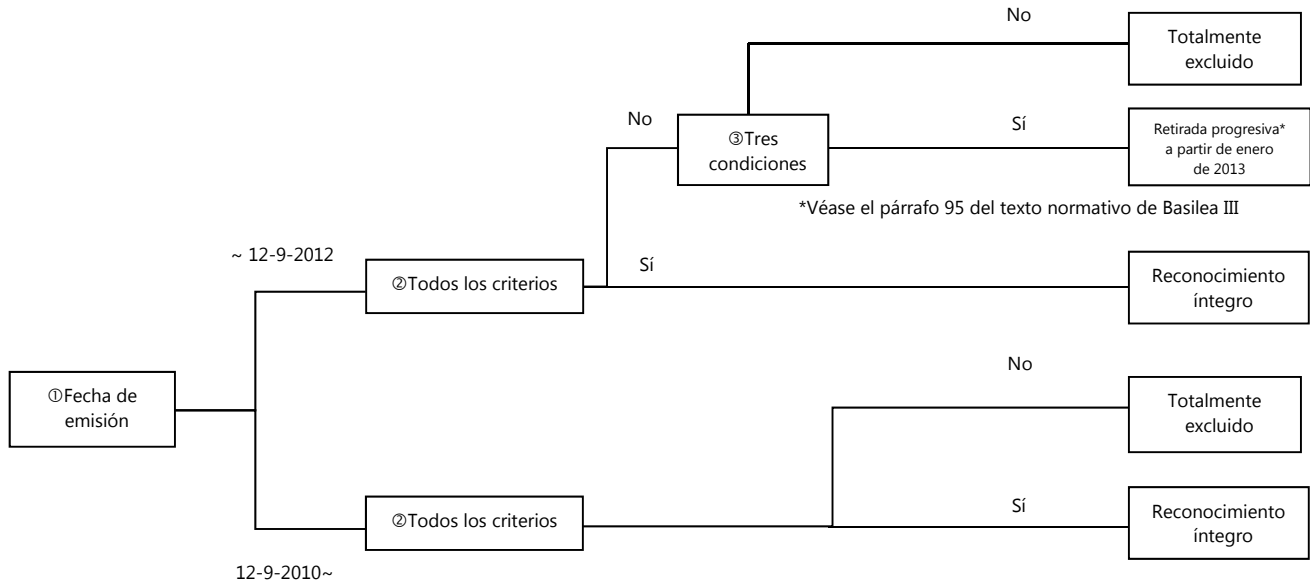 No
Totalmente
excluido
No
③Tres
condiciones
Sí
Retirada progresiva*
a partir de enero
de 2013
*Véase el párrafo 95 del texto normativo de Basilea III
~ 12-9-2012
②Todos los criterios
Sí
Reconocimiento
íntegro
①Fecha de
emisión
No
Totalmente
excluido
②Todos los criterios
Sí
Reconocimiento
íntegro
12-9-2010~